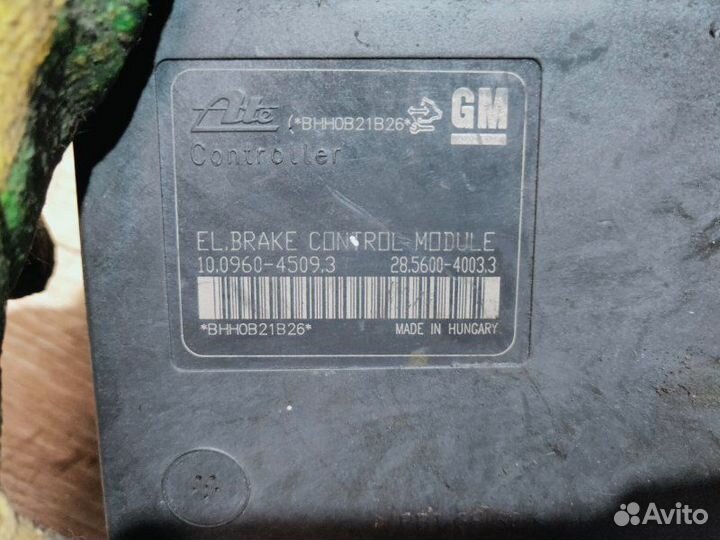 Ate (*BHH0B21B26*) GM
Controller
EL.BRAKE CONTROL MODULE
10.0960-4509.3 28.5600-4003.3
*BHH0B21B26* MADE IN HUNGARY
Avito